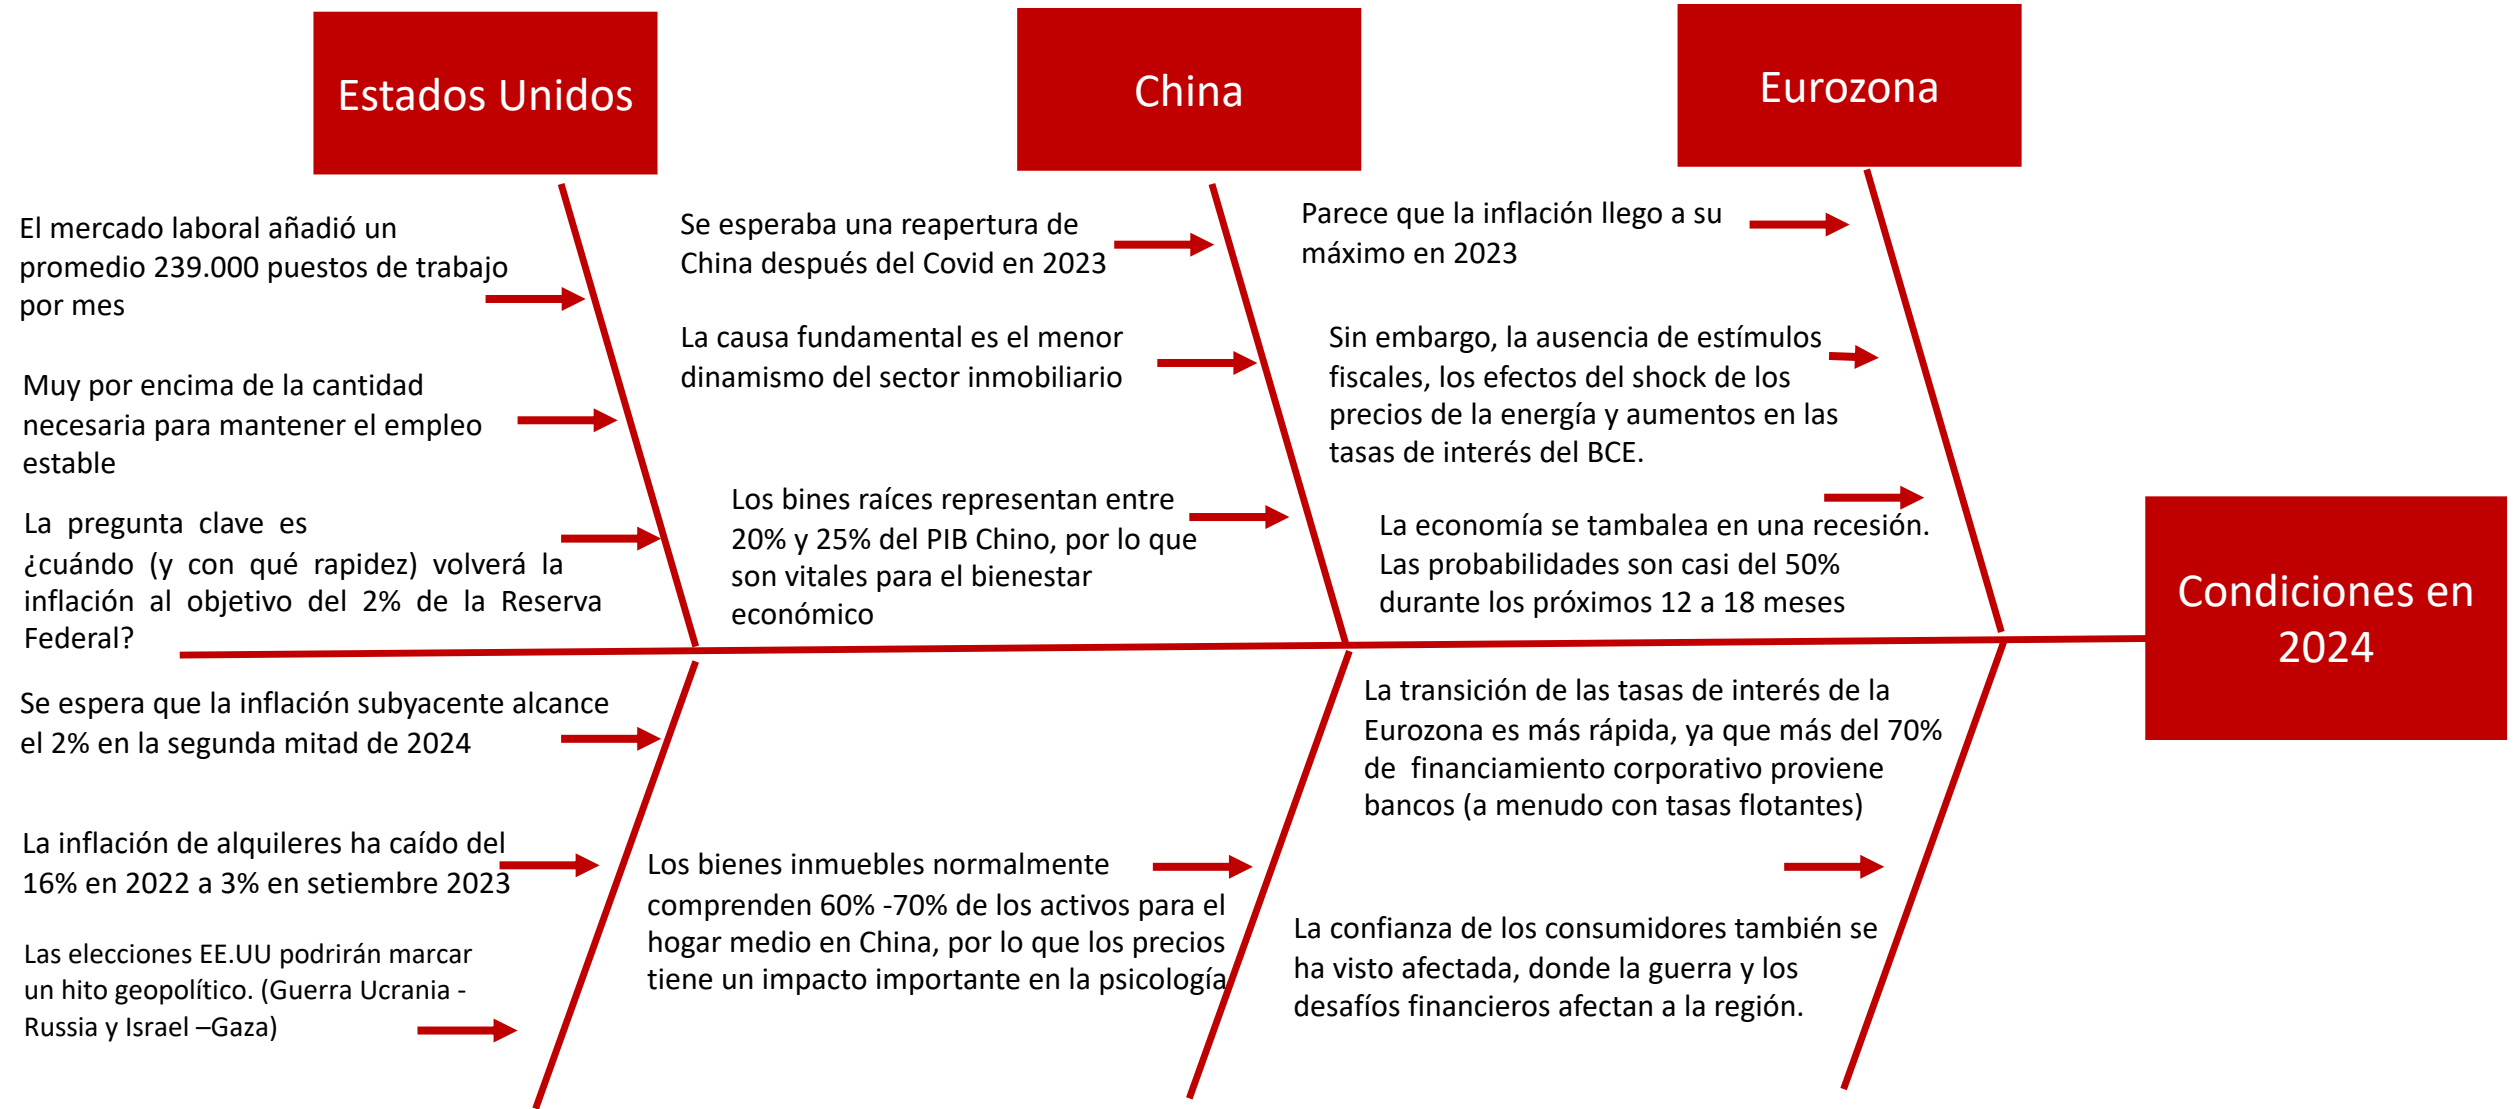 Estados Unidos
China
Eurozona
El mercado laboral añadió un
promedio 239.000 puestos de trabajo
por mes
Muy por encima de la cantidad
necesaria para mantener el empleo
estable
La pregunta clave es
¿cuándo (y con qué rapidez) volverá la
inflación al objetivo del 2% de la Reserva
Federal?
Se espera que la inflación subyacente alcance
el 2% en la segunda mitad de 2024
La inflación de alquileres ha caído del
16% en 2022 a 3% en setiembre 2023
Las elecciones EE.UU podrirán marcar
un hito geopolítico. (Guerra Ucrania -
Russia y Israel –Gaza)
Se esperaba una reapertura de
China después del Covid en 2023
La causa fundamental es el menor
dinamismo del sector inmobiliario
Los bines raíces representan entre
20% y 25% del PIB Chino, por lo que
son vitales para el bienestar
económico
Los bienes inmuebles normalmente
comprenden 60% -70% de los activos para el
hogar medio en China, por lo que los precios
tiene un impacto importante en la psicología
Parece que la inflación llego a su
máximo en 2023
Sin embargo, la ausencia de estímulos
fiscales, los efectos del shock de los
precios de la energía y aumentos en las
tasas de interés del BCE.
La economía se tambalea en una recesión.
Las probabilidades son casi del 50%
durante los próximos 12 a 18 meses
La transición de las tasas de interés de la
Eurozona es más rápida, ya que más del 70%
de financiamiento corporativo proviene
bancos (a menudo con tasas flotantes)
La confianza de los consumidores también se
ha visto afectada, donde la guerra y los
desafíos financieros afectan a la región.
Condiciones en
2024